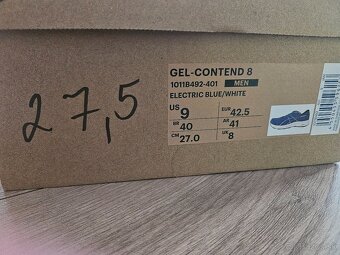 27,5
GEL-CONTEND 8
1011B492-401 MEN
ELECTRIC BLUE/WHITE
US 9 EUR 42.5
BR 40 AR 41
CM 27.0 UK 8